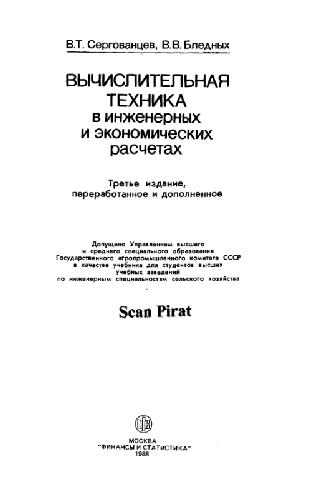 В.Т. Сергованцев, В.В. Бледных
ВЫЧИСЛИТЕЛЬНАЯ
ТЕХНИКА
В ИНЖЕНЕРНЫХ
И ЭКОНОМИЧЕСКИХ
РАСЧЕТАХ
Третье издание,
переработанное и дополненное
Допущено Управлением высшего
и среднего специального образования
Государственного агропромышленного комитета СССР
в качестве учебника для студентов высших
учебных заведений
по инженерным специальностям сельского хозяйства
Scan Pirat
МОСКВА
"ФИНАНСЫ И СТАТИСТИКА"
1988